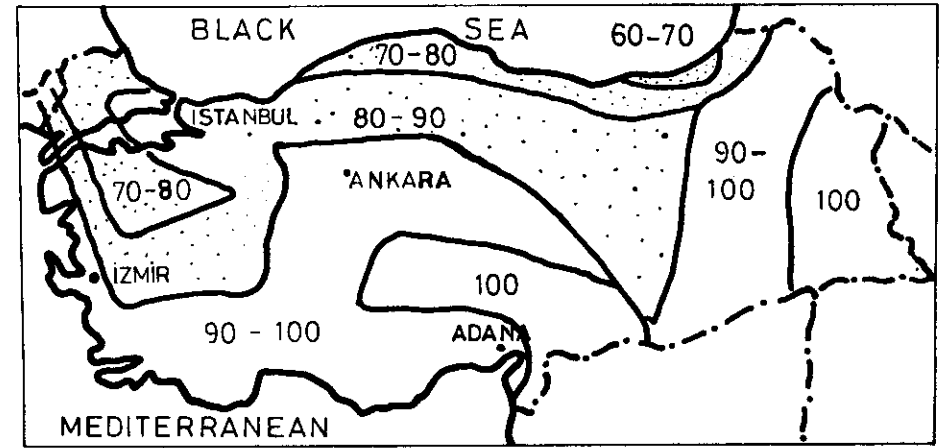 BLACK SEA
60-70
70-80
ISTANBUL
80-90
90-
100
70-80
ANKARA
100
İZMİR
100
90-100
ADANA
MEDITERRANEAN